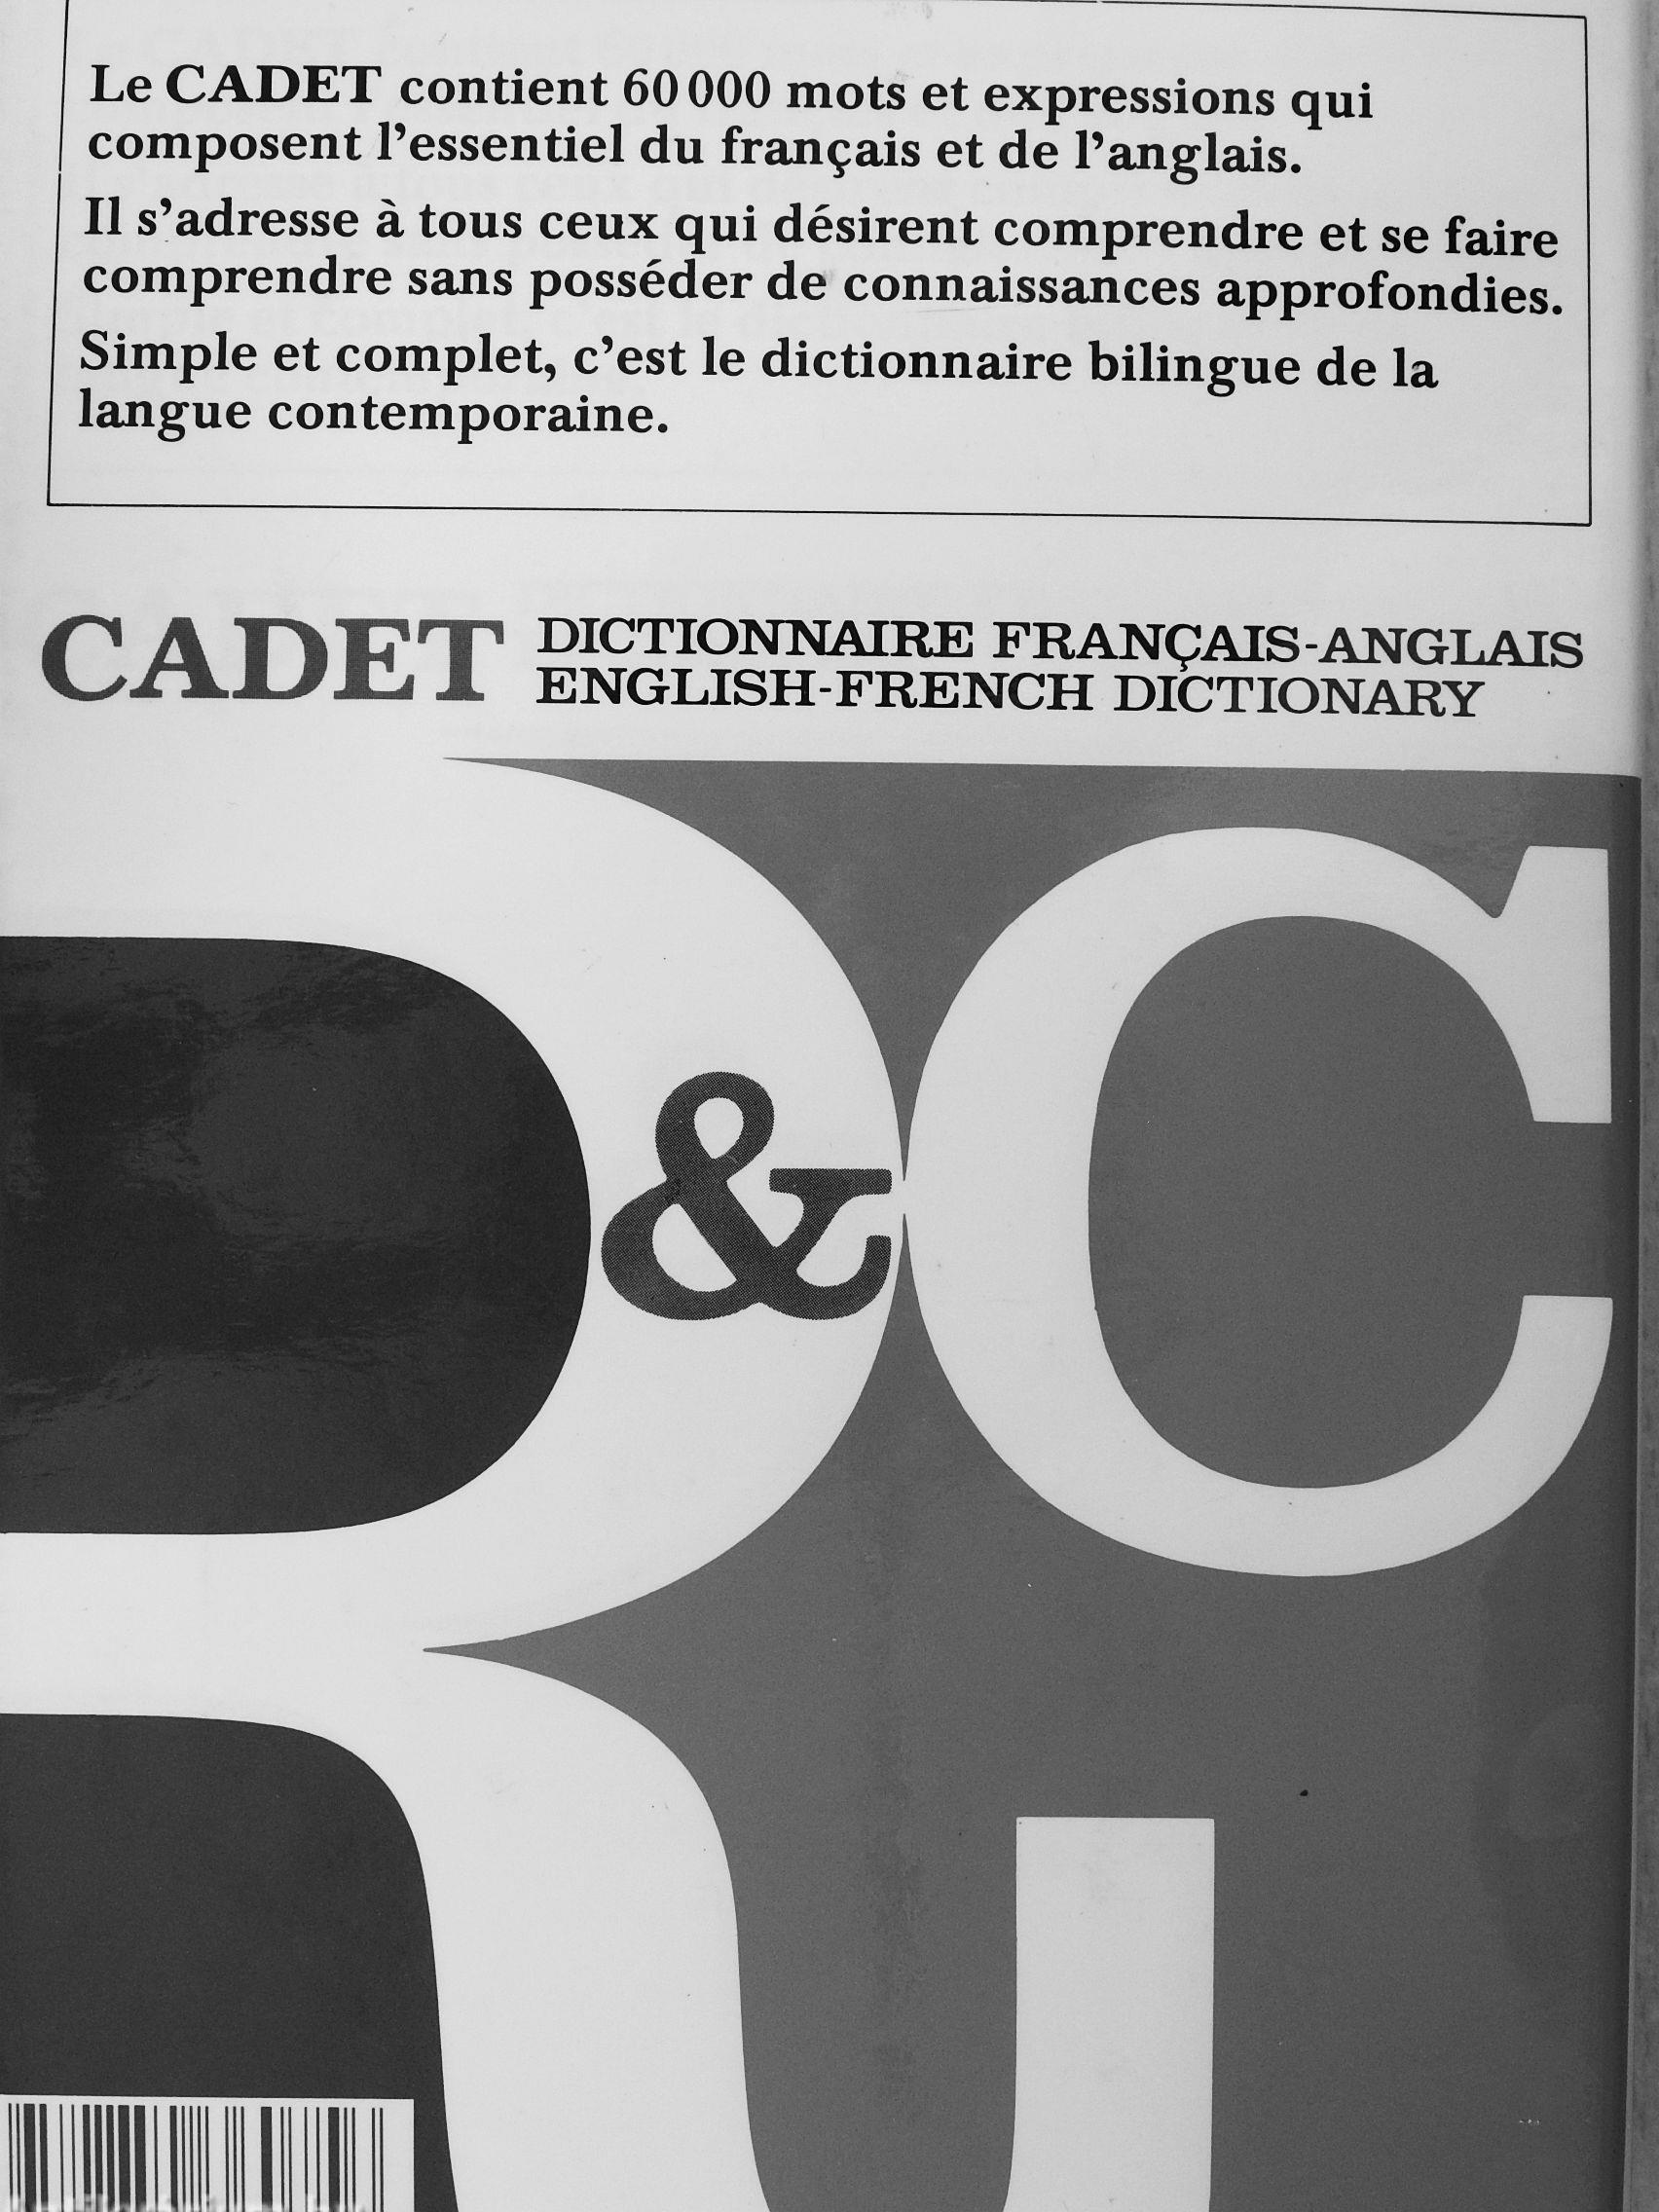 Le CADET contient 60 000 mots et expressions qui
composent l'essentiel du français et de l'anglais.
Il s'adresse à tous ceux qui désirent comprendre et se faire
comprendre sans posséder de connaissances approfondies.
Simple et complet, c'est le dictionnaire bilingue de la
langue contemporaine.
CADET DICTIONNAIRE FRANÇAIS-ANGLAIS
ENGLISH-FRENCH DICTIONARY
R&C